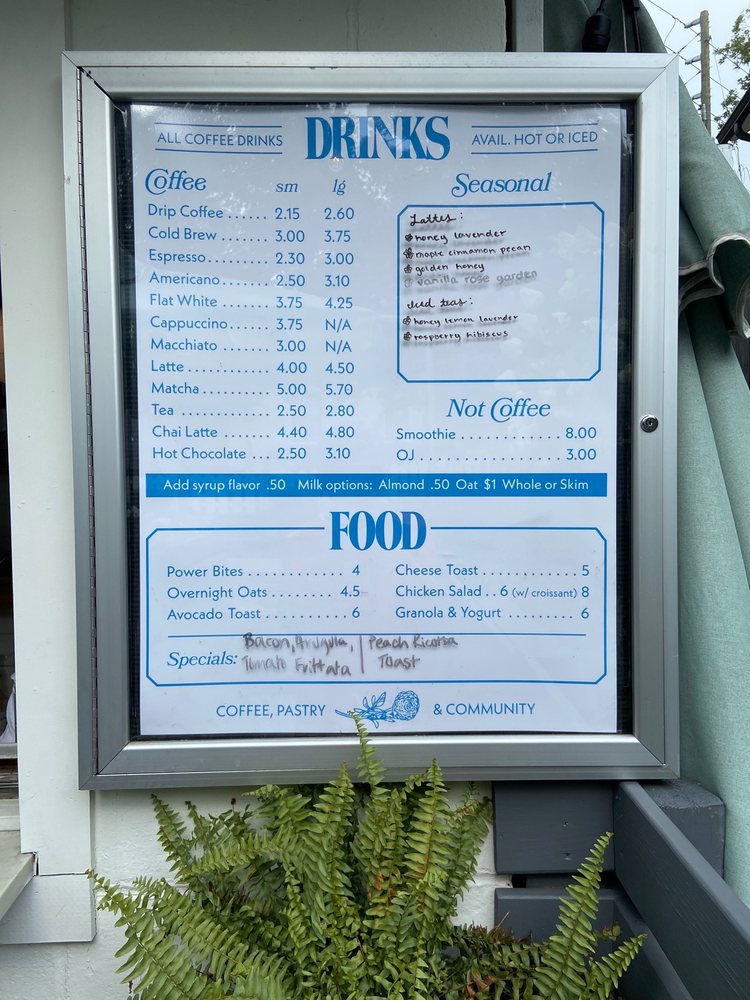 ALL COFFEE DRINKS DRINKS AVAIL. HOT OR ICED
Coffee sm lg
Drip Coffee ...... 2.15 2.60
Cold Brew ....... 3.00 3.75
Espresso......... 2.30 3.00
Americano....... 2.50 3.10
Flat White ....... 3.75 4.25
Cappuccino...... 3.75 N/A
Macchiato ....... 3.00 N/A
Latte............. 4.00 4.50
Matcha.......... 5.00 5.70
Tea .............. 2.50 2.80
Chai Latte ....... 4.40 4.80
Hot Chocolate ... 2.50 3.10
Seasonal
Lattes:
honey lavender
maple cinnamon pecan
golden honey
vanilla rose garden
iced teas:
honey lemon lavender
raspberry hibiscus
Not Coffee
Smoothie ............. 8.00
OJ .................. 3.00
Add syrup flavor .50 Milk options: Almond .50 Oat $1 Whole or Skim
FOOD
Power Bites .............. 4
Overnight Oats ........ 4.5
Avocado Toast ............ 6
Cheese Toast ............ 5
Chicken Salad .. 6 (w/ croissant) 8
Granola & Yogurt ......... 6
Specials: Bacon, Arugula, | Peach Ricotta
Tomato Frittata | Toast
COFFEE, PASTRY & COMMUNITY